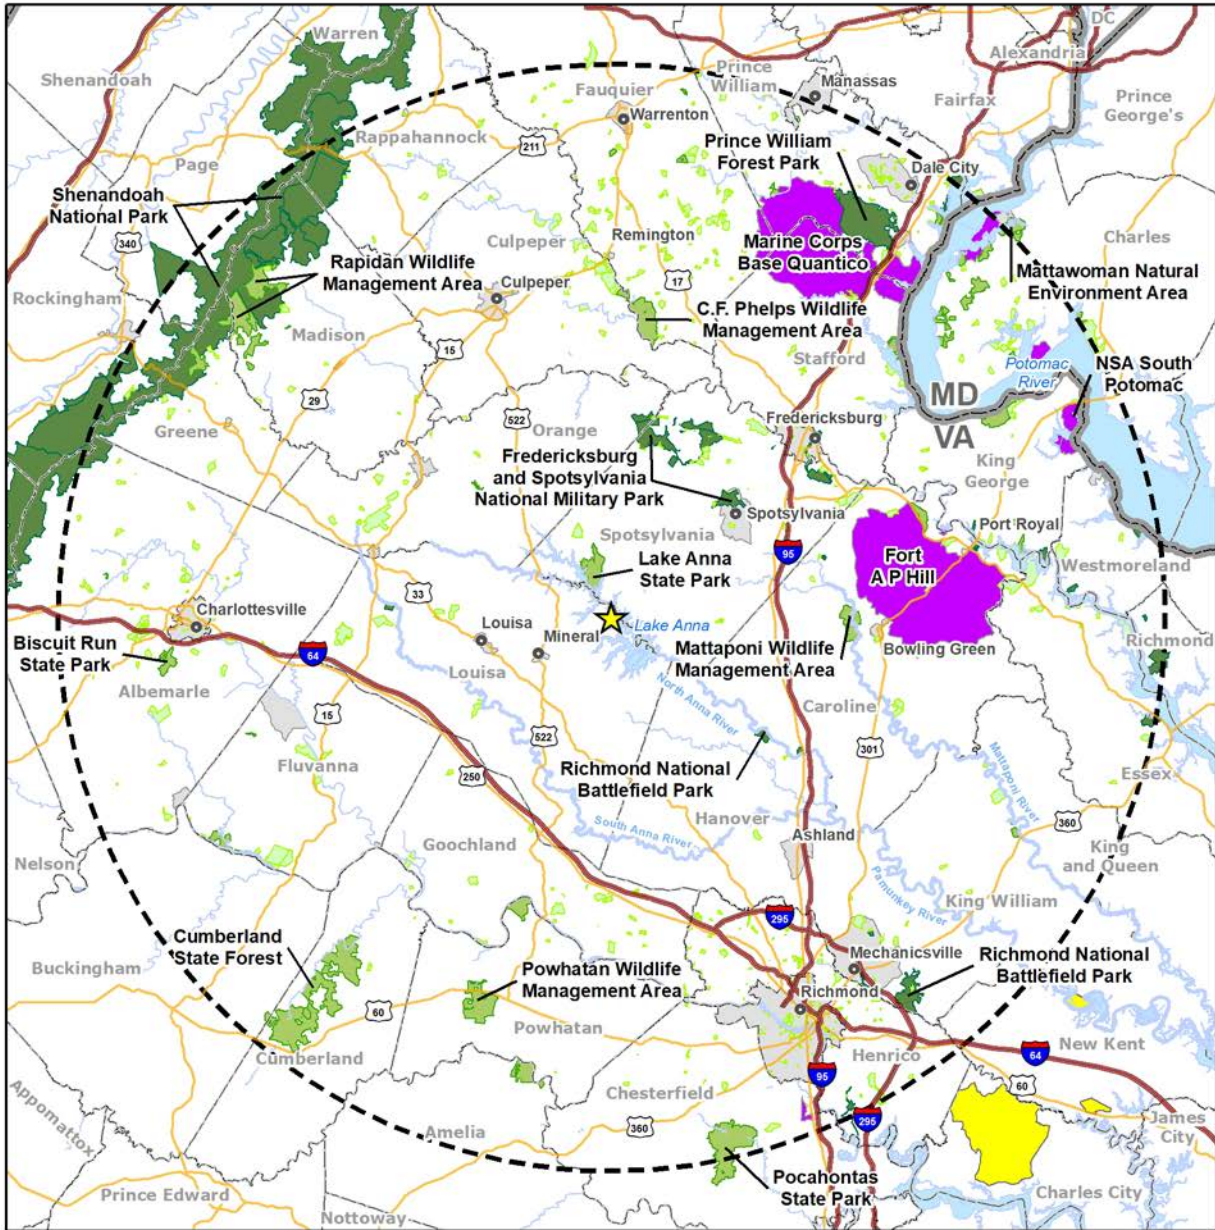 DC
Warren
Alexandria
Shenandoah
Prince
William
Manassas
Fauquier
Fairfax
Prince
George's
Warrenton
Rappahannock
211
Page
Prince William
Forest Park
Dale City
Shenandoah
National Park
340
Culpeper
Remington
Marine Corps
Base Quantico
Charles
Rapidan Wildlife
Management Area
Culpeper
17
Mattawoman Natural
Environment Area
Rockingham
Madison
C.F. Phelps Wildlife
Management Area
15
Stafford
Potomac
River
NSA South
Potomac
29
MD
VA
522
Orange
Fredericksburg
Greene
Fredericksburg
and Spotsylvania
National Military Park
King
George
Spotsylvania
Port Royal
Spotsylvania
95
Fort
A P Hill
Lake Anna
State Park
Westmoreland
33
Charlottesville
Louisa
Mineral
Lake Anna
Richmond
Biscuit Run
State Park
64
Mattaponi Wildlife
Management Area
Bowling Green
Louisa
Albemarle
North Anna River
Caroline
15
522
301
Mattaponi River
Fluvanna
250
Richmond National
Battlefield Park
Essex
South Anna River
Hanover
Ashland
360
Goochland
King
and Queen
Nelson
Pamunkey River
King William
295
Cumberland
State Forest
Mechanicsville
Richmond National
Battlefield Park
Buckingham
Powhatan Wildlife
Management Area
Richmond
60
Powhatan
New Kent
Cumberland
Henrico
64
95
60
Chesterfield
Appomattox
360
295
James
City
Amelia
Pocahontas
State Park
Prince Edward
Charles City
Nottoway